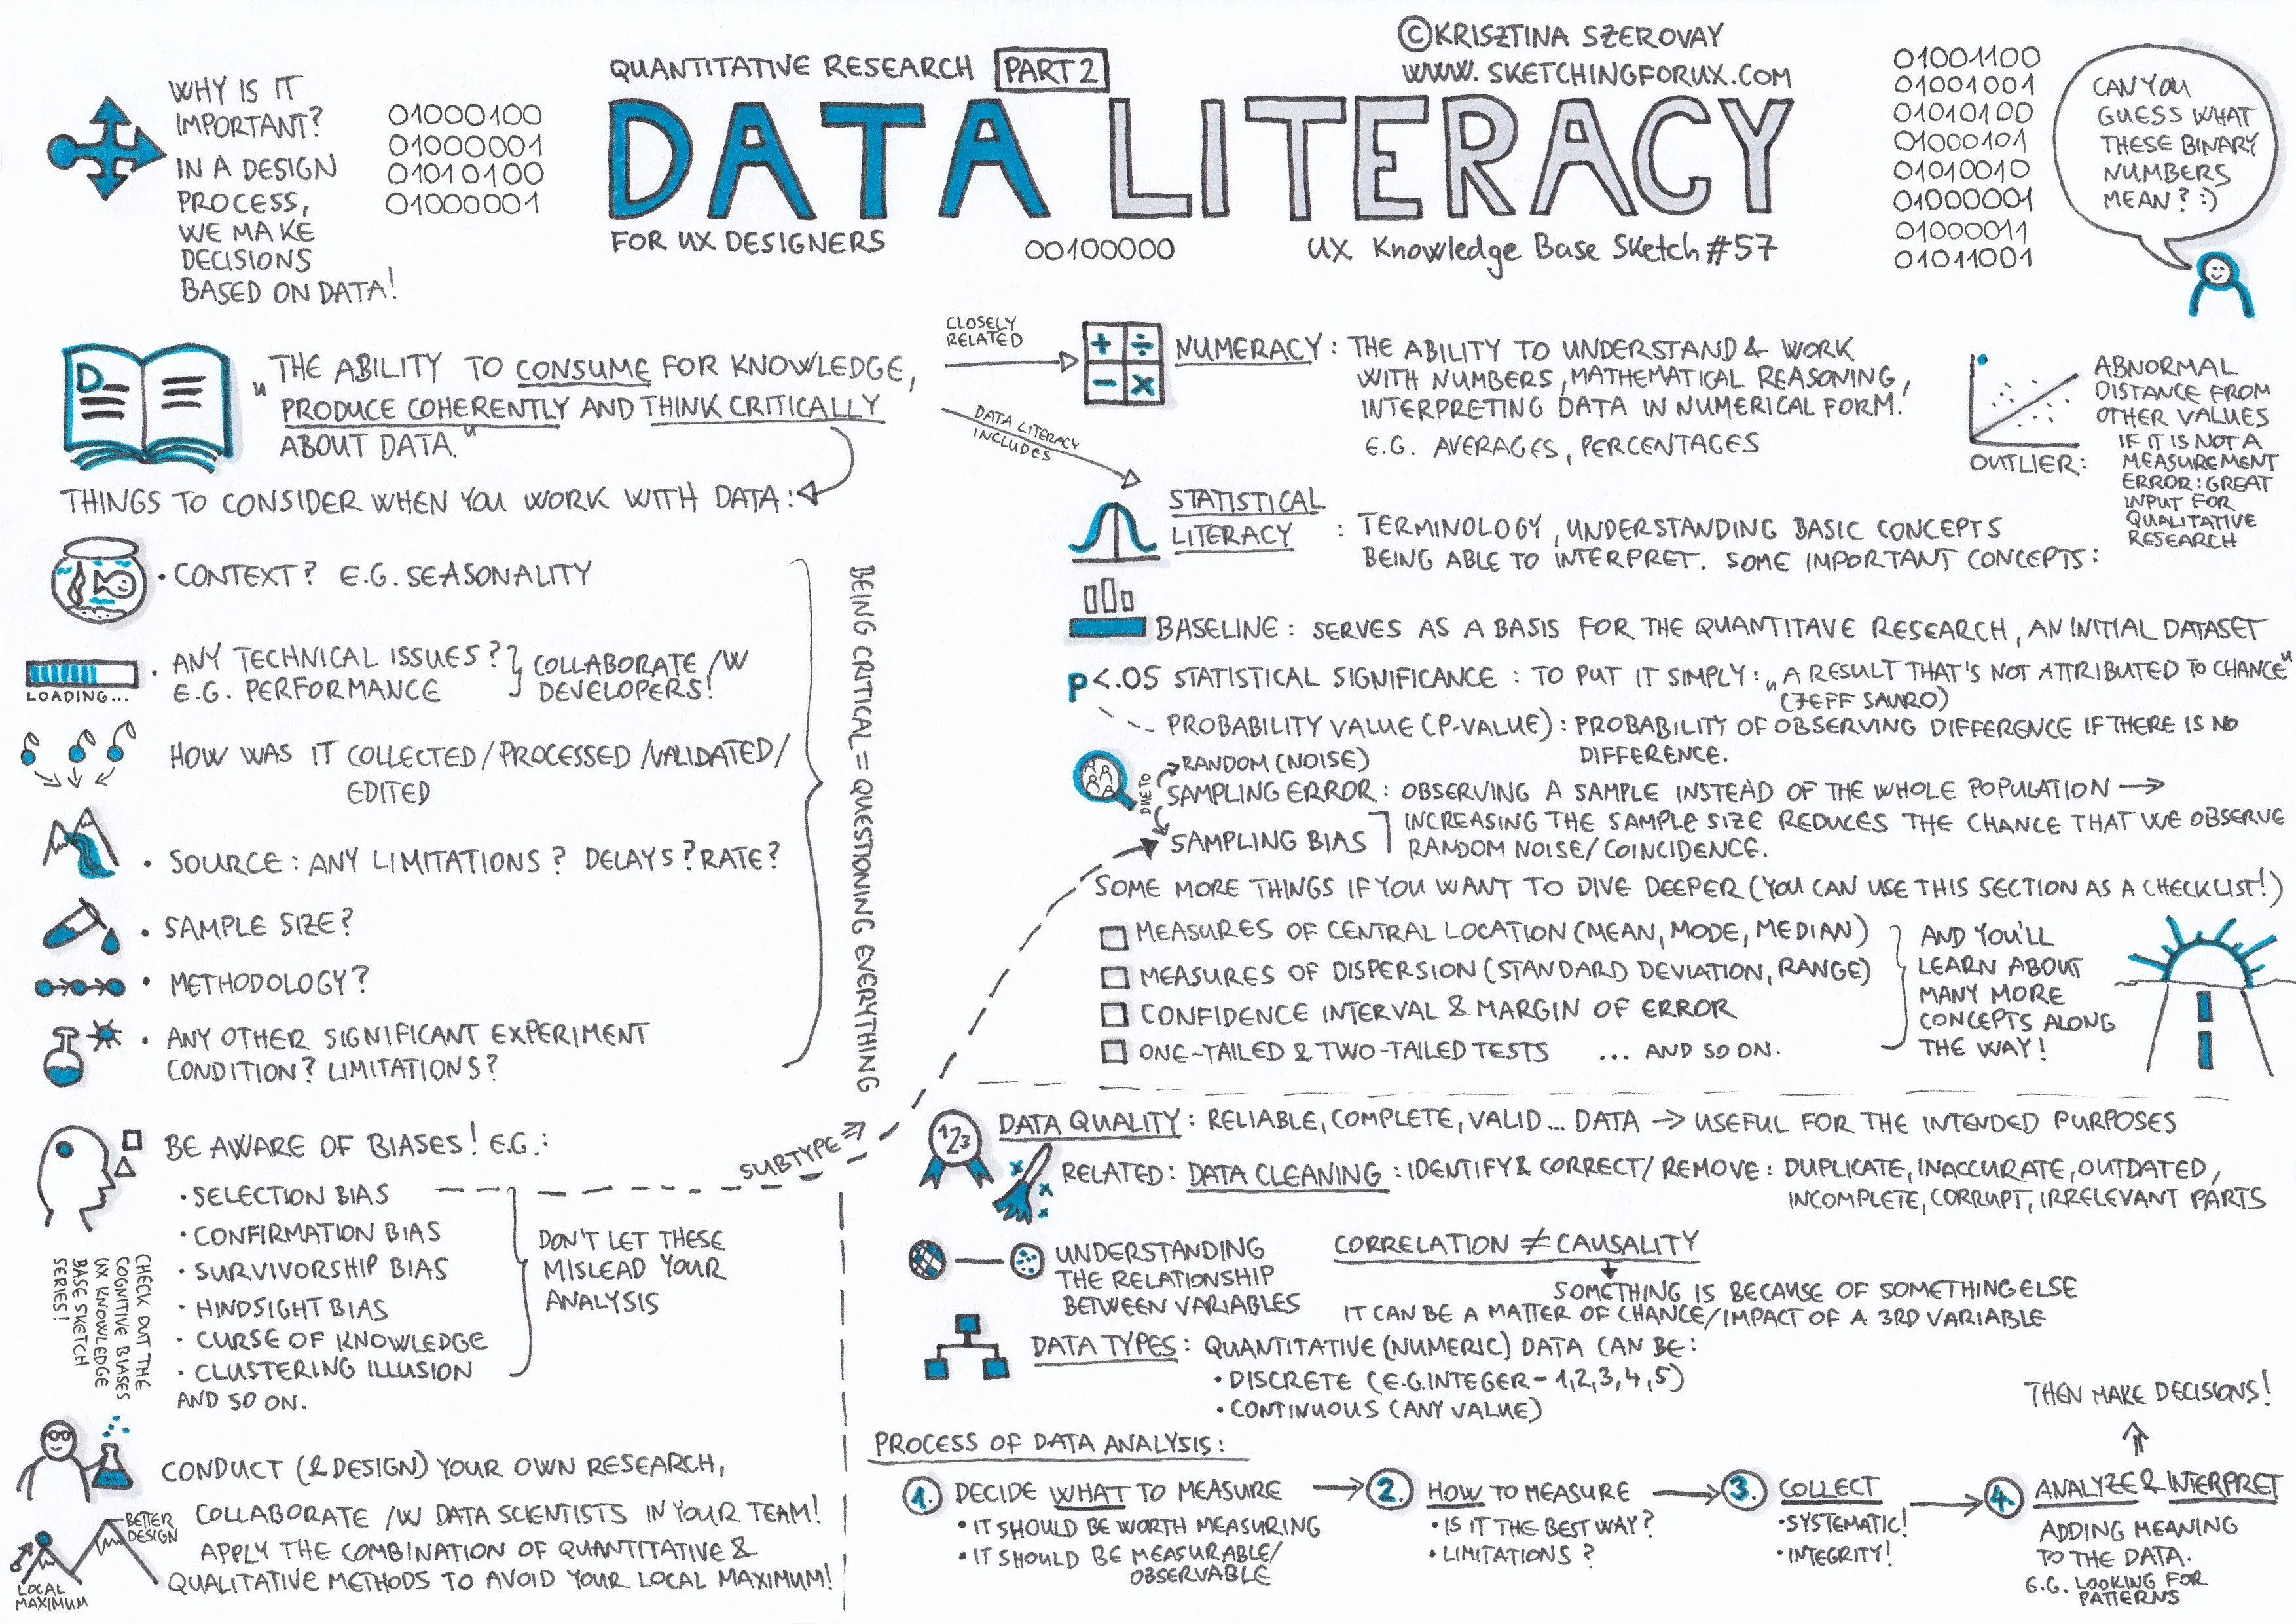 QUANTITATIVE RESEARCH PART 2
©KRISZTINA SZEROVAY
WWW.SKETCHINGFORUX.COM
DATA LITERACY
FOR UX DESIGNERS
00100000
UX Knowledge Base Sketch #57
WHY IS IT
IMPORTANT?
IN A DESIGN
PROCESS,
WE MAKE
DECISIONS
BASED ON DATA!
01000100
01000001
01010100
01000001
01001100
01001001
01010100
01000101
01010010
01000001
01000011
01011001
CAN YOU
GUESS WHAT
THESE BINARY
NUMBERS
MEAN? :)
D
„THE ABILITY TO CONSUME FOR KNOWLEDGE,
PRODUCE COHERENTLY AND THINK CRITICALLY
ABOUT DATA."
THINGS TO CONSIDER WHEN YOU WORK WITH DATA:
• CONTEXT? E.G. SEASONALITY
LOADING...
• ANY TECHNICAL ISSUES?
E.G. PERFORMANCE
COLLABORATE /W
DEVELOPERS!
HOW WAS IT COLLECTED/PROCESSED/VALIDATED/
EDITED
• SOURCE: ANY LIMITATIONS? DELAYS? RATE?
• SAMPLE SIZE?
• METHODOLOGY?
• ANY OTHER SIGNIFICANT EXPERIMENT
CONDITION? LIMITATIONS?
BEING CRITICAL = QUESTIONING EVERYTHING
BE AWARE OF BIASES! E.G.:
• SELECTION BIAS
• CONFIRMATION BIAS
• SURVIVORSHIP BIAS
• HINDSIGHT BIAS
• CURSE OF KNOWLEDGE
• CLUSTERING ILLUSION
AND SO ON.
DON'T LET THESE
MISLEAD YOUR
ANALYSIS
SUBTYPE ⇒
CHECK OUT THE
COGNITIVE BIASES
UX KNOWLEDGE
BASE SKETCH
SERIES!
CONDUCT (& DESIGN) YOUR OWN RESEARCH,
COLLABORATE /W DATA SCIENTISTS IN YOUR TEAM!
APPLY THE COMBINATION OF QUANTITATIVE &
QUALITATIVE METHODS TO AVOID YOUR LOCAL MAXIMUM!
BETTER
DESIGN
LOCAL
MAXIMUM
CLOSELY
RELATED
+ ÷
- x
NUMERACY: THE ABILITY TO UNDERSTAND & WORK
WITH NUMBERS, MATHEMATICAL REASONING,
INTERPRETING DATA IN NUMERICAL FORM!
E.G. AVERAGES, PERCENTAGES
DATA LITERACY
INCLUDES
OUTLIER:
ABNORMAL
DISTANCE FROM
OTHER VALUES
IF IT IS NOT A
MEASUREMENT
ERROR: GREAT
INPUT FOR
QUALITATIVE
RESEARCH
STATISTICAL
LITERACY
: TERMINOLOGY, UNDERSTANDING BASIC CONCEPTS
BEING ABLE TO INTERPRET. SOME IMPORTANT CONCEPTS:
BASELINE: SERVES AS A BASIS FOR THE QUANTITAVE RESEARCH, AN INITIAL DATASET
p<.05 STATISTICAL SIGNIFICANCE: TO PUT IT SIMPLY: „A RESULT THAT'S NOT ATTRIBUTED TO CHANCE"
(JEFF SAURO)
PROBABILITY VALUE (P-VALUE): PROBABILITY OF OBSERVING DIFFERENCE IF THERE IS NO
DIFFERENCE.
DUE TO
RANDOM (NOISE)
SAMPLING ERROR: OBSERVING A SAMPLE INSTEAD OF THE WHOLE POPULATION →
SAMPLING BIAS
INCREASING THE SAMPLE SIZE REDUCES THE CHANCE THAT WE OBSERVE
RANDOM NOISE/COINCIDENCE.
SOME MORE THINGS IF YOU WANT TO DIVE DEEPER (YOU CAN USE THIS SECTION AS A CHECKLIST!)
☐ MEASURES OF CENTRAL LOCATION (MEAN, MODE, MEDIAN)
☐ MEASURES OF DISPERSION (STANDARD DEVIATION, RANGE)
☐ CONFIDENCE INTERVAL & MARGIN OF ERROR
☐ ONE-TAILED & TWO-TAILED TESTS ... AND SO ON.
AND YOU'LL
LEARN ABOUT
MANY MORE
CONCEPTS ALONG
THE WAY!
123
DATA QUALITY: RELIABLE, COMPLETE, VALID... DATA → USEFUL FOR THE INTENDED PURPOSES
RELATED: DATA CLEANING: IDENTIFY & CORRECT/REMOVE: DUPLICATE, INACCURATE, OUTDATED,
INCOMPLETE, CORRUPT, IRRELEVANT PARTS
UNDERSTANDING
THE RELATIONSHIP
BETWEEN VARIABLES
CORRELATION ≠ CAUSALITY
SOMETHING IS BECAUSE OF SOMETHING ELSE
IT CAN BE A MATTER OF CHANCE/IMPACT OF A 3RD VARIABLE
DATA TYPES: QUANTITATIVE (NUMERIC) DATA CAN BE:
• DISCRETE (E.G. INTEGER - 1,2,3,4,5)
• CONTINUOUS (ANY VALUE)
PROCESS OF DATA ANALYSIS:
1. DECIDE WHAT TO MEASURE
• IT SHOULD BE WORTH MEASURING
• IT SHOULD BE MEASURABLE/
OBSERVABLE
2. HOW TO MEASURE
• IS IT THE BEST WAY?
• LIMITATIONS?
3. COLLECT
• SYSTEMATIC!
• INTEGRITY!
4. ANALYZE & INTERPRET
ADDING MEANING
TO THE DATA.
E.G. LOOKING FOR
PATTERNS
THEN MAKE DECISIONS!